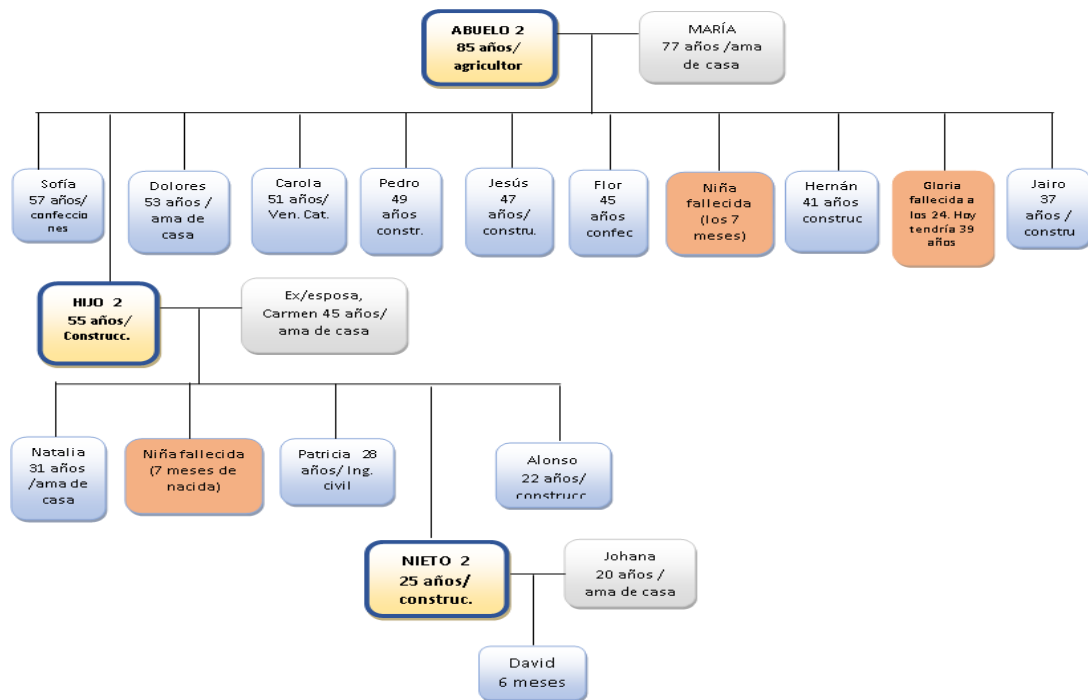 ABUELO 2
85 años/
agricultor
MARÍA
77 años /ama
de casa
Sofía
57 años/
confeccio
nes
Dolores
53 años /
ama de
casa
Carola
51 años/
Ven. Cat.
Pedro
49
años
constr.
Jesús
47
años/
constru.
Flor
45
años
confec
Niña
fallecida
(los 7
meses)
Hernán
41 años
construc
Gloria
fallecida a
los 24. Hoy
tendría 39
años
Jairo
37
años /
constru
HIJO 2
55 años/
Construcc.
Ex/esposa,
Carmen 45 años/
ama de casa
Natalia
31 años
/ama de
casa
Niña fallecida
(7 meses de
nacida)
Patricia 28
años/ Ing.
civil
Alonso
22 años/
construcc
NIETO 2
25 años/
construc.
Johana
20 años /
ama de casa
David
6 meses